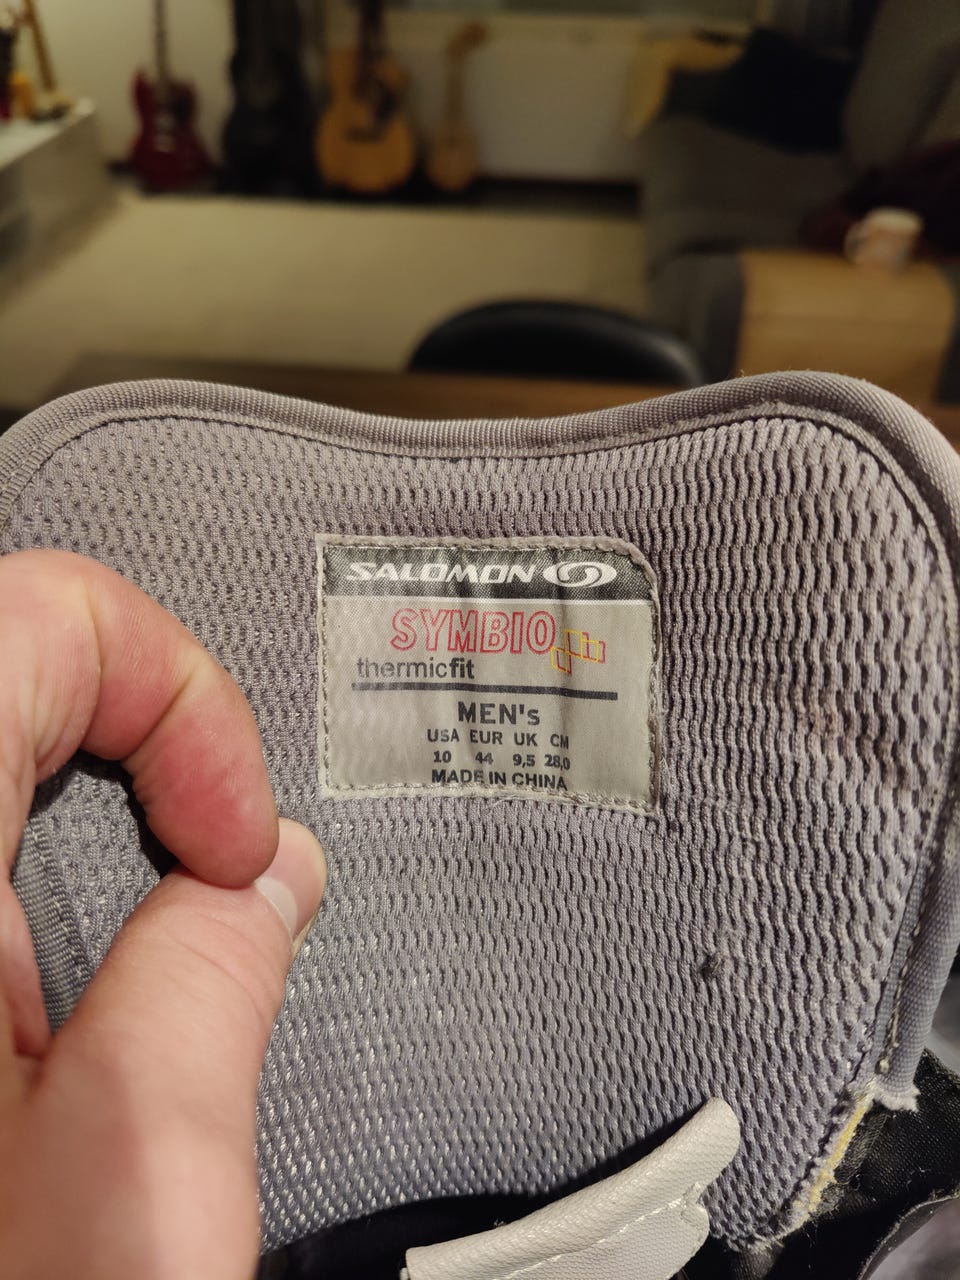 SALOMON
SYMBIO
thermicfit
MEN's
USA EUR UK CM
10 44 9,5 28,0
MADE IN CHINA